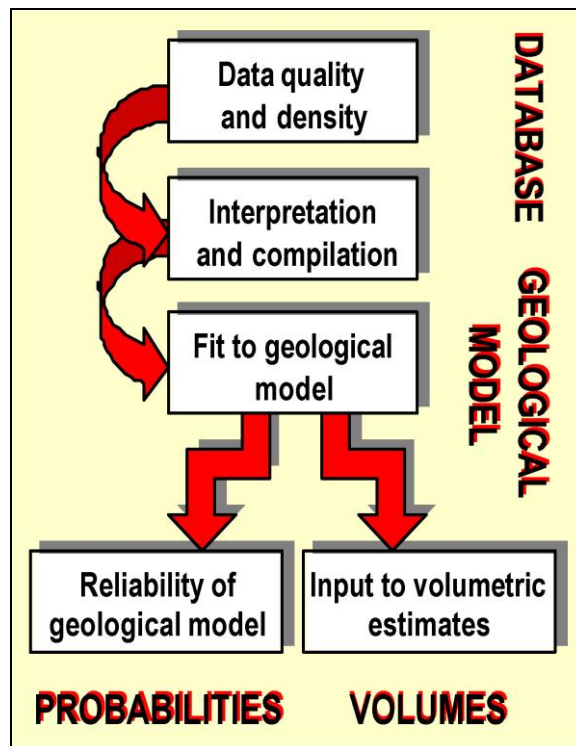 Data quality
and density
DATABASE
Interpretation
and compilation
Fit to geological
model
GEOLOGICAL
MODEL
Reliability of
geological model
Input to volumetric
estimates
PROBABILITIES
VOLUMES